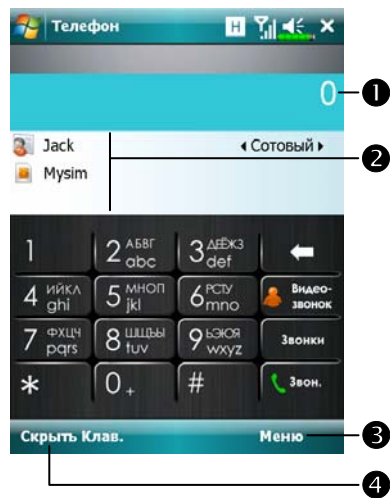 Телефон H
0 1
Jack Сотовый 2
Mysim
1 2 АБВГ abc 3 ДЕЁЖЗ def
4 ИЙКЛ ghi 5 МНОП jkl 6 РСТУ mno Видео-звонок
7 ФХЦЧ pqrs 8 ШЩЦЫ tuv 9 ЬЭЮЯ wxyz Звонки
* 0 + # Звон.
Скрыть Клав. Меню 3
4